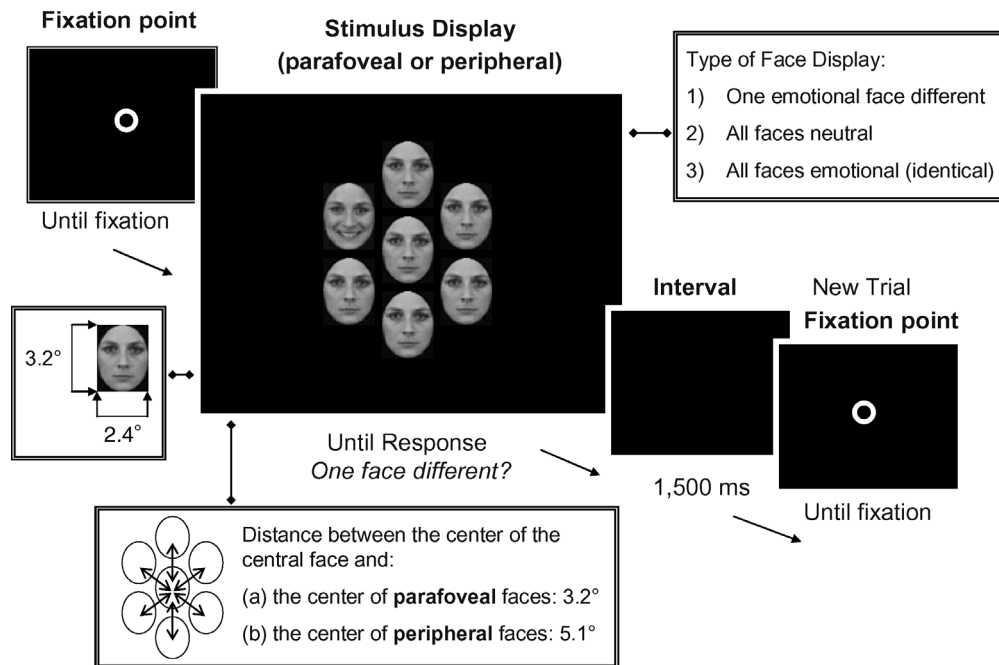 Fixation point
Until fixation
Stimulus Display
(parafoveal or peripheral)
Type of Face Display:
1) One emotional face different
2) All faces neutral
3) All faces emotional (identical)
3.2°
2.4°
Until Response
One face different?
Interval
1,500 ms
New Trial
Fixation point
Until fixation
Distance between the center of the
central face and:
(a) the center of parafoveal faces: 3.2°
(b) the center of peripheral faces: 5.1°